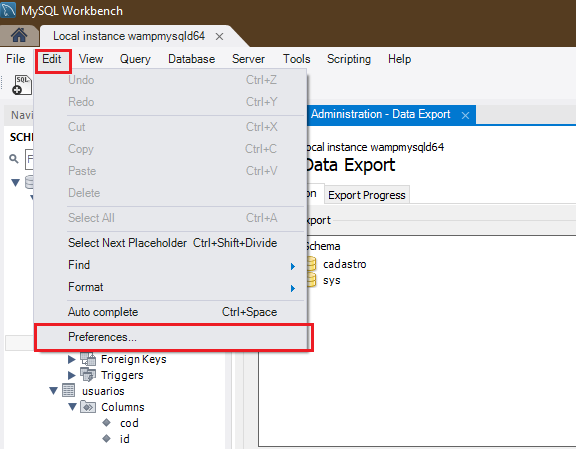 MySQL Workbench
Local instance wampmysqld64 ×
File Edit View Query Database Server Tools Scripting Help
SQL
Undo Ctrl+Z
Redo Ctrl+Y
Cut Ctrl+X
Copy Ctrl+C
Paste Ctrl+V
Delete
Select All Ctrl+A
Select Next Placeholder Ctrl+Shift+Divide
Find
Format
Auto complete Ctrl+Space
Preferences...
Navi
SCHE
F
Foreign Keys
Triggers
usuarios
Columns
cod
id
Administration - Data Export ×
Local instance wampmysqld64
Data Export
on Export Progress
xport
Schema
cadastro
sys